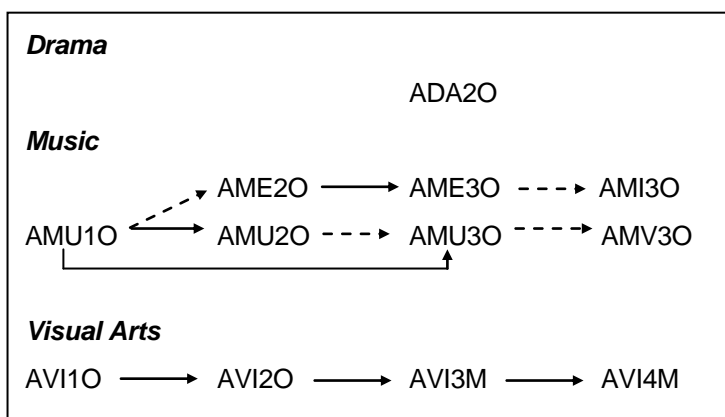 Drama
ADA2O
Music
AME2O AME3O AMI3O
AMU1O AMU2O AMU3O AMV3O
Visual Arts
AVI1O AVI2O AVI3M AVI4M